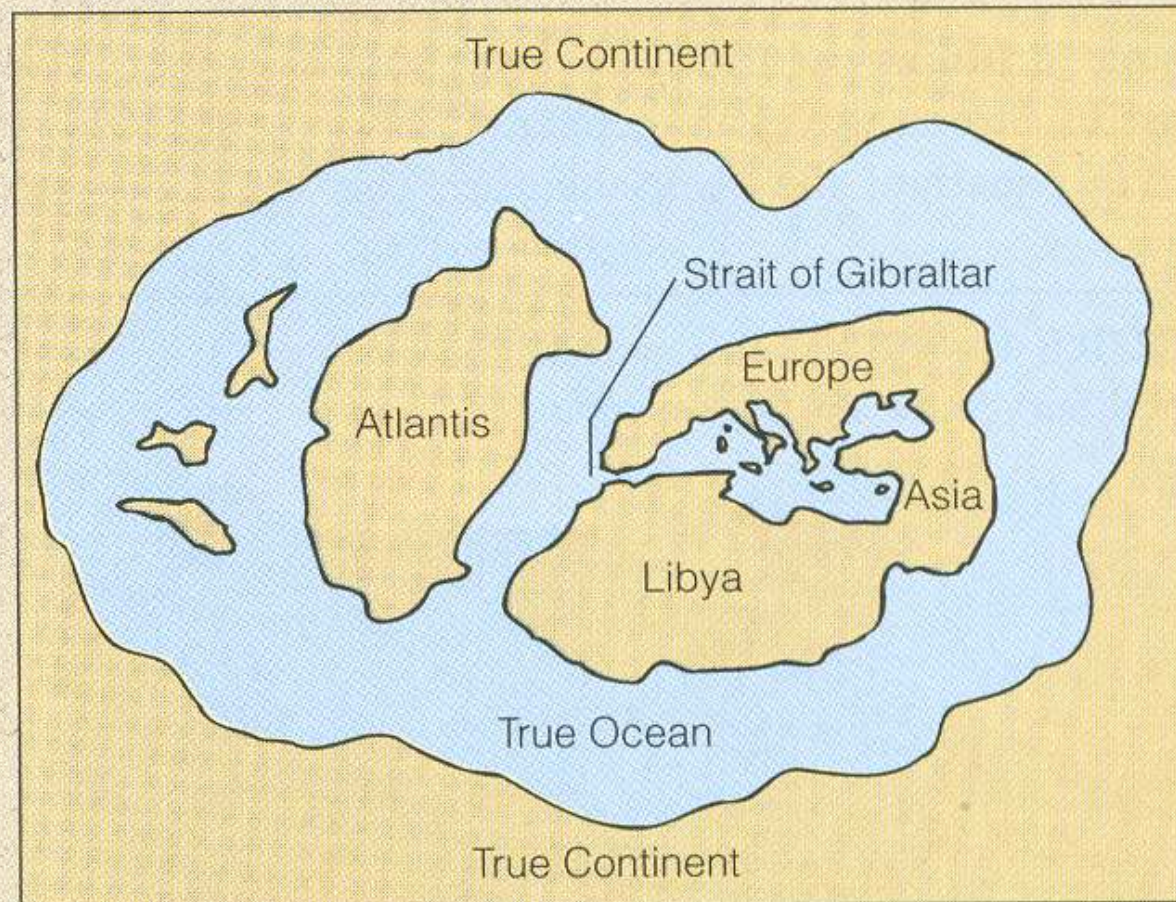 True Continent
Strait of Gibraltar
Europe
Atlantis
Asia
Libya
True Ocean
True Continent